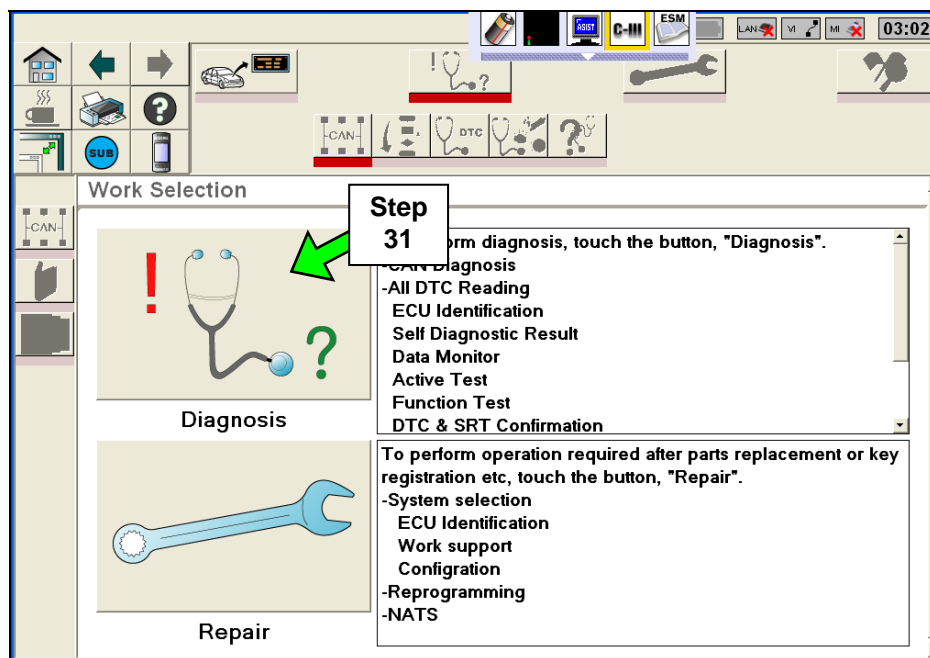 ASIST
C-III
ESM
LAN
VI
MI
03:02
! ?
?
-CAN-
DTC
?
SUB
Work Selection
-CAN-
Step
31
orm diagnosis, touch the button, "Diagnosis".
-CAN Diagnosis
-All DTC Reading
ECU Identification
Self Diagnostic Result
Data Monitor
Active Test
Function Test
DTC & SRT Confirmation
! ?
Diagnosis
To perform operation required after parts replacement or key
registration etc, touch the button, "Repair".
-System selection
ECU Identification
Work support
Configration
-Reprogramming
-NATS
Repair